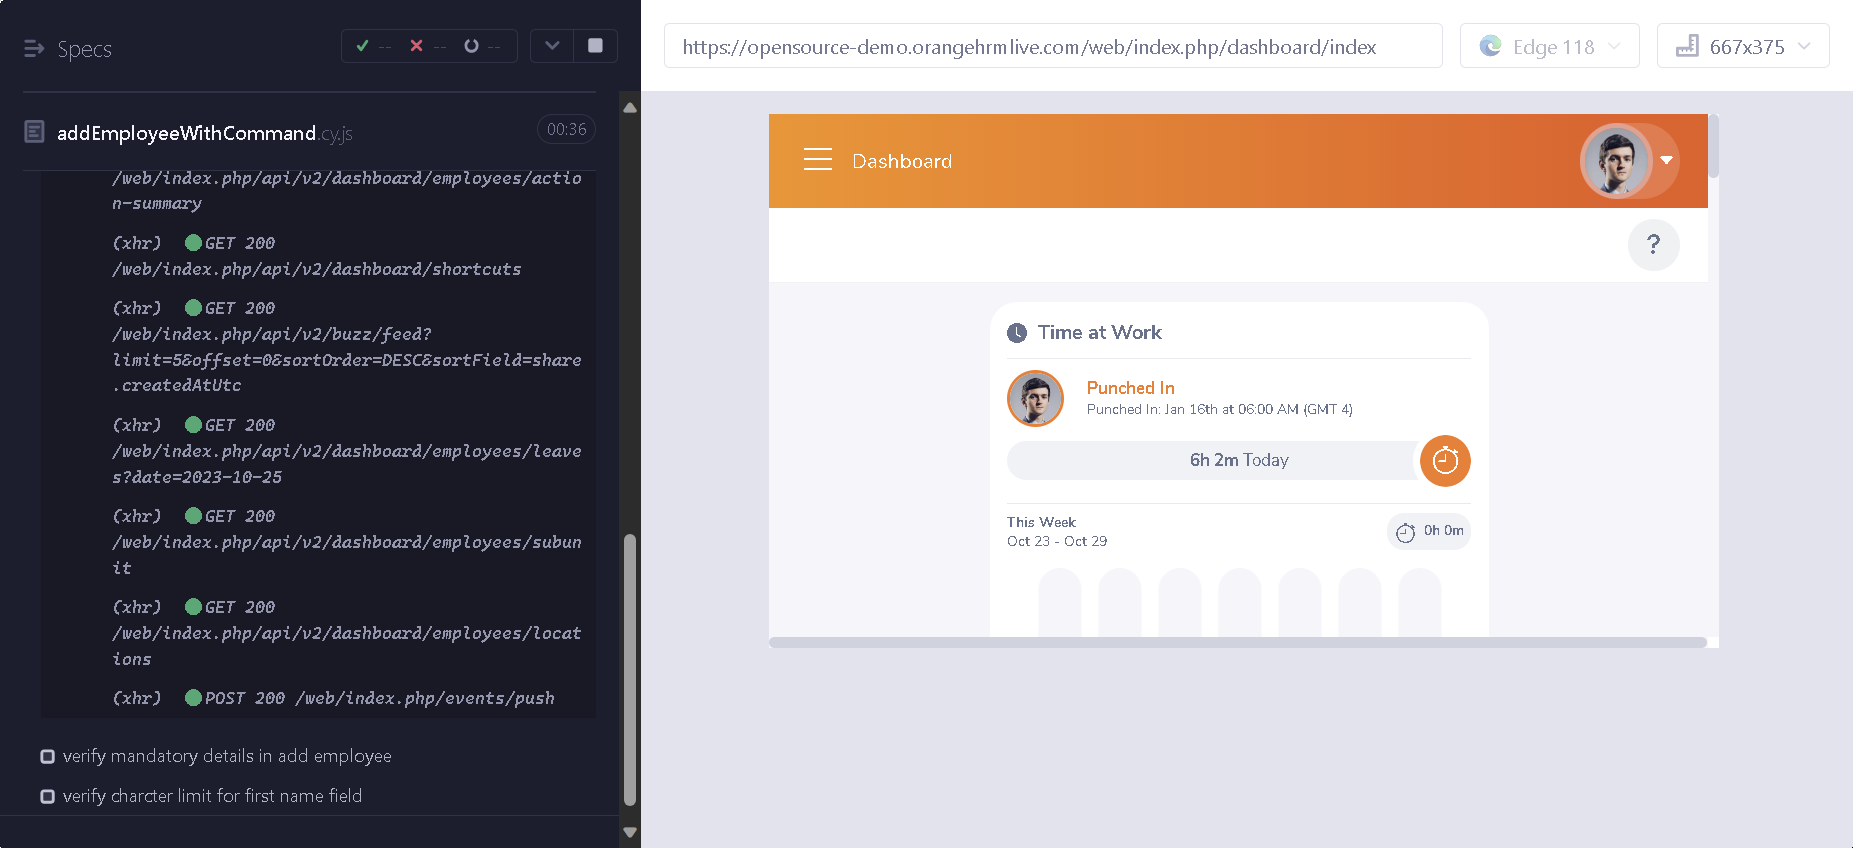 Specs
-- -- --
https://opensource-demo.orangehrmlive.com/web/index.php/dashboard/index
Edge 118
667x375
addEmployeeWithCommand.cy.js
00:36
/web/index.php/api/v2/dashboard/employees/actio
n-summary
(xhr) GET 200
/web/index.php/api/v2/dashboard/shortcuts
(xhr) GET 200
/web/index.php/api/v2/buzz/feed?
limit=5&offset=0&sortOrder=DESC&sortField=share
.createdAtUtc
(xhr) GET 200
/web/index.php/api/v2/dashboard/employees/leave
s?date=2023-10-25
(xhr) GET 200
/web/index.php/api/v2/dashboard/employees/subun
it
(xhr) GET 200
/web/index.php/api/v2/dashboard/employees/locat
ions
(xhr) POST 200 /web/index.php/events/push
verify mandatory details in add employee
verify charcter limit for first name field
Dashboard
?
Time at Work
Punched In
Punched In: Jan 16th at 06:00 AM (GMT 4)
6h 2m Today
This Week
Oct 23 - Oct 29
0h 0m